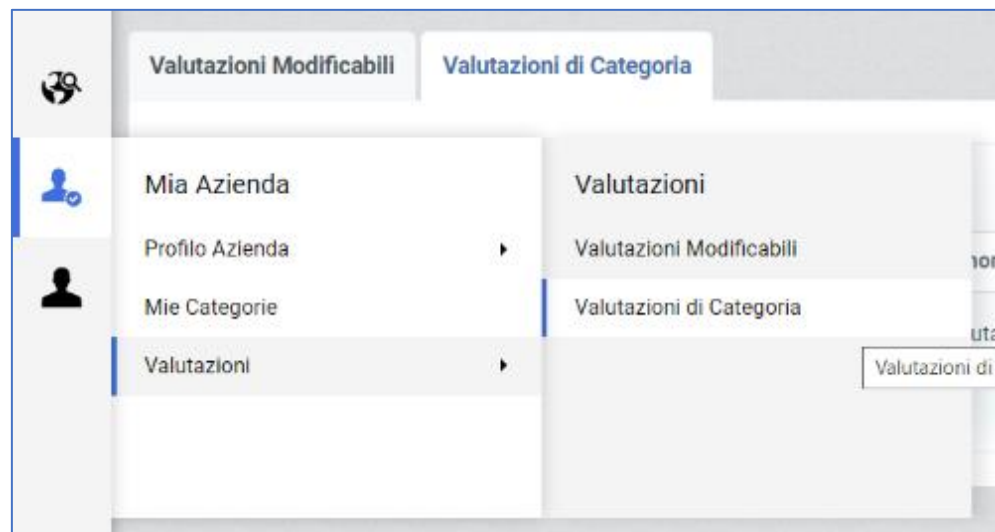 Valutazioni Modificabili
Valutazioni di Categoria
Mia Azienda
Profilo Azienda
Mie Categorie
Valutazioni
Valutazioni
Valutazioni Modificabili
Valutazioni di Categoria
Valutazioni di